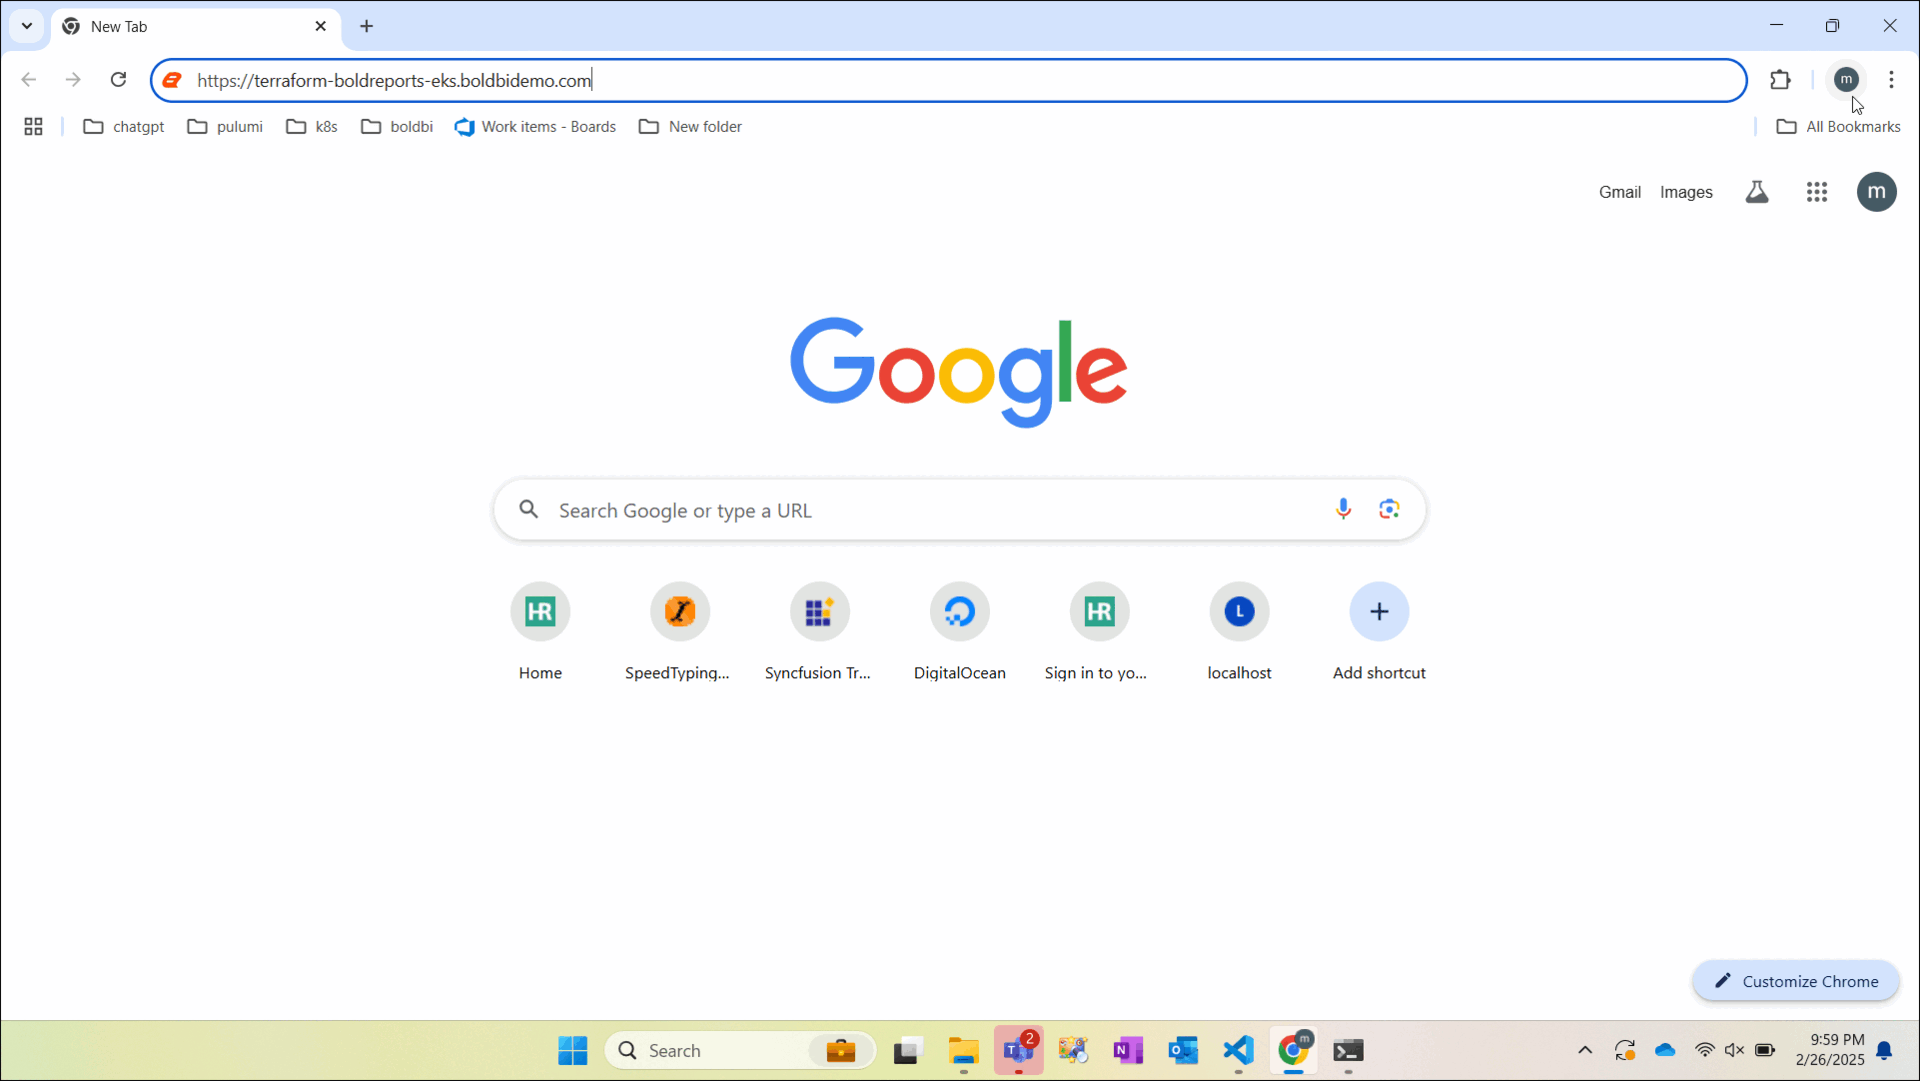 New Tab
https://terraform-boldreports-eks.boldbidemo.com
m
chatgpt
pulumi
k8s
boldbi
Work items - Boards
New folder
All Bookmarks
Gmail
Images
m
Google
Search Google or type a URL
HR
HR
L
Home
SpeedTyping...
Syncfusion Tr...
DigitalOcean
Sign in to yo...
localhost
Add shortcut
Customize Chrome
Search
2
m
9:59 PM
2/26/2025